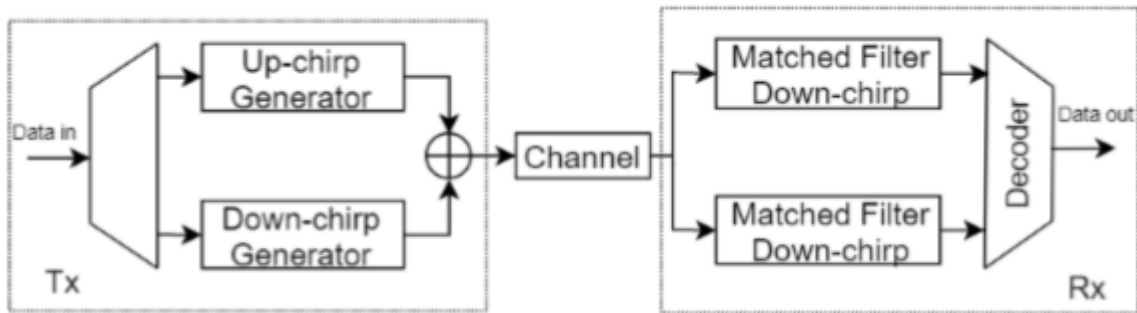 Data in
Up-chirp
Generator
Down-chirp
Generator
Tx
Channel
Matched Filter
Down-chirp
Matched Filter
Down-chirp
Decoder
Data out
Rx